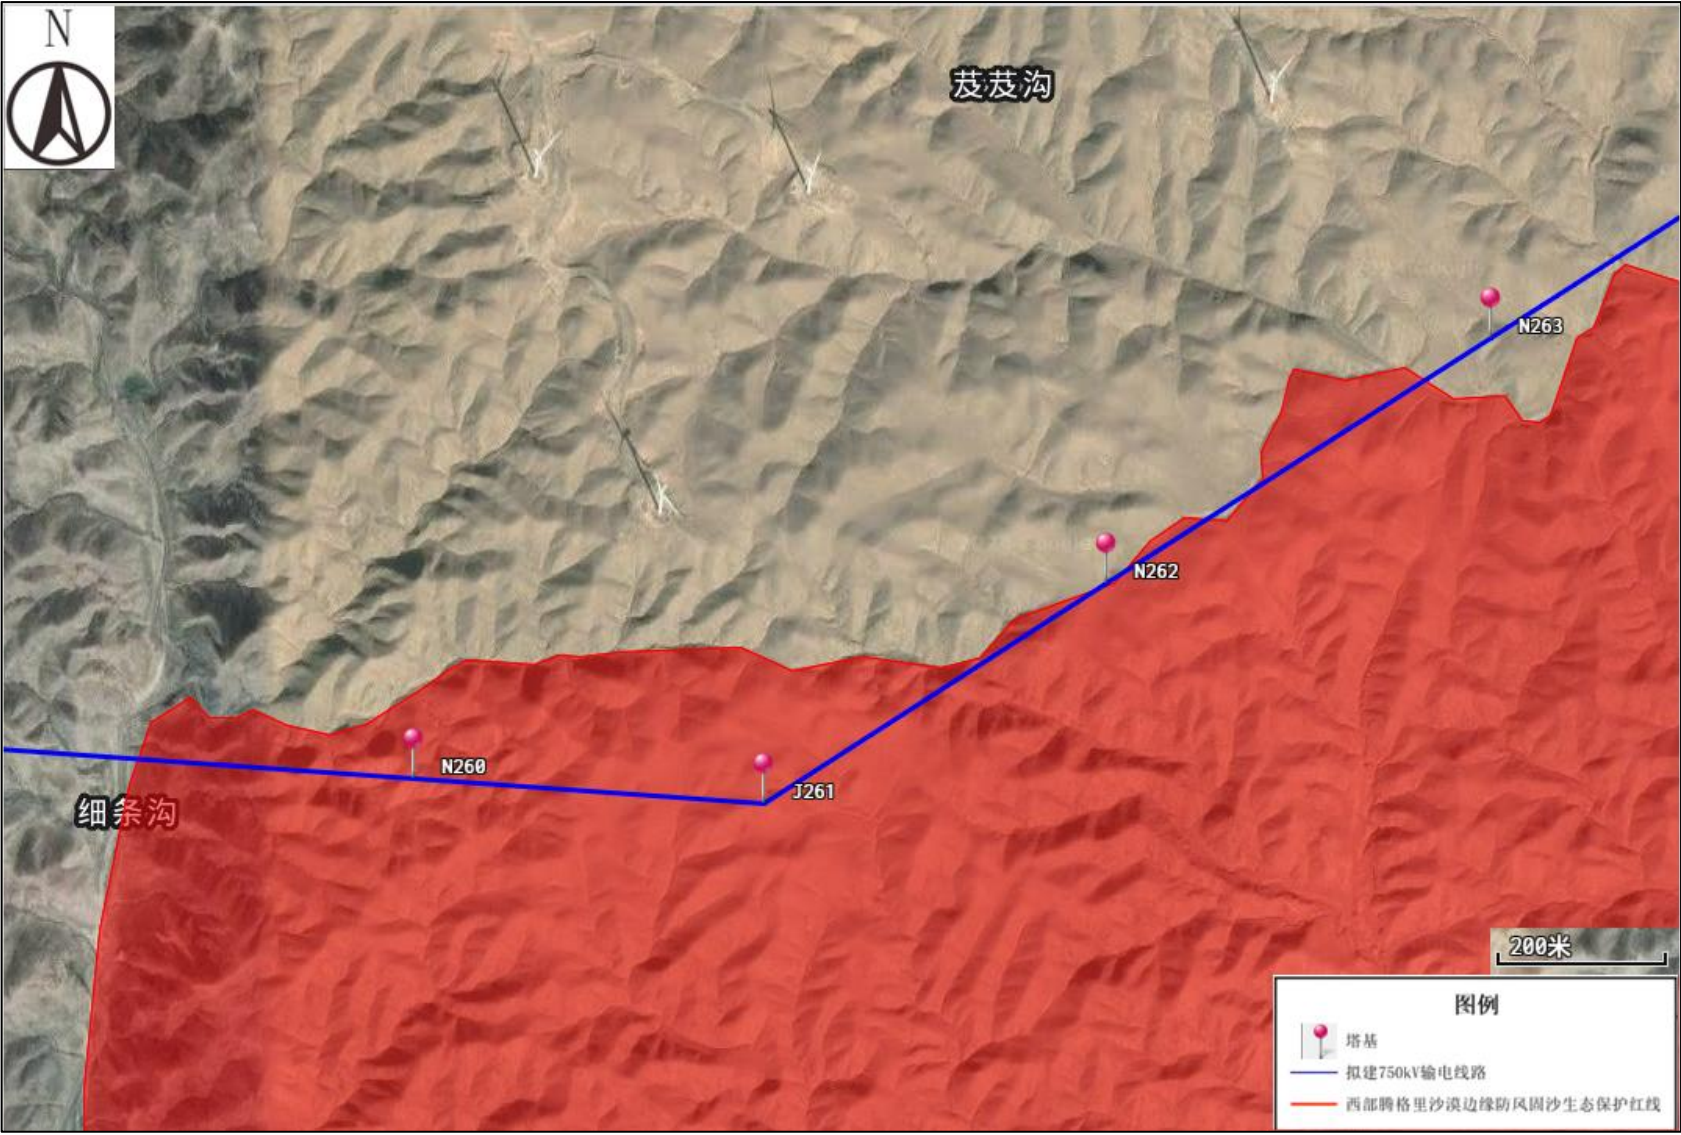 N
芨芨沟
N263
N262
N260
J261
细条沟
200米
图例
塔基
拟建750kV输电线路
西部腾格里沙漠边缘防风固沙生态保护红线